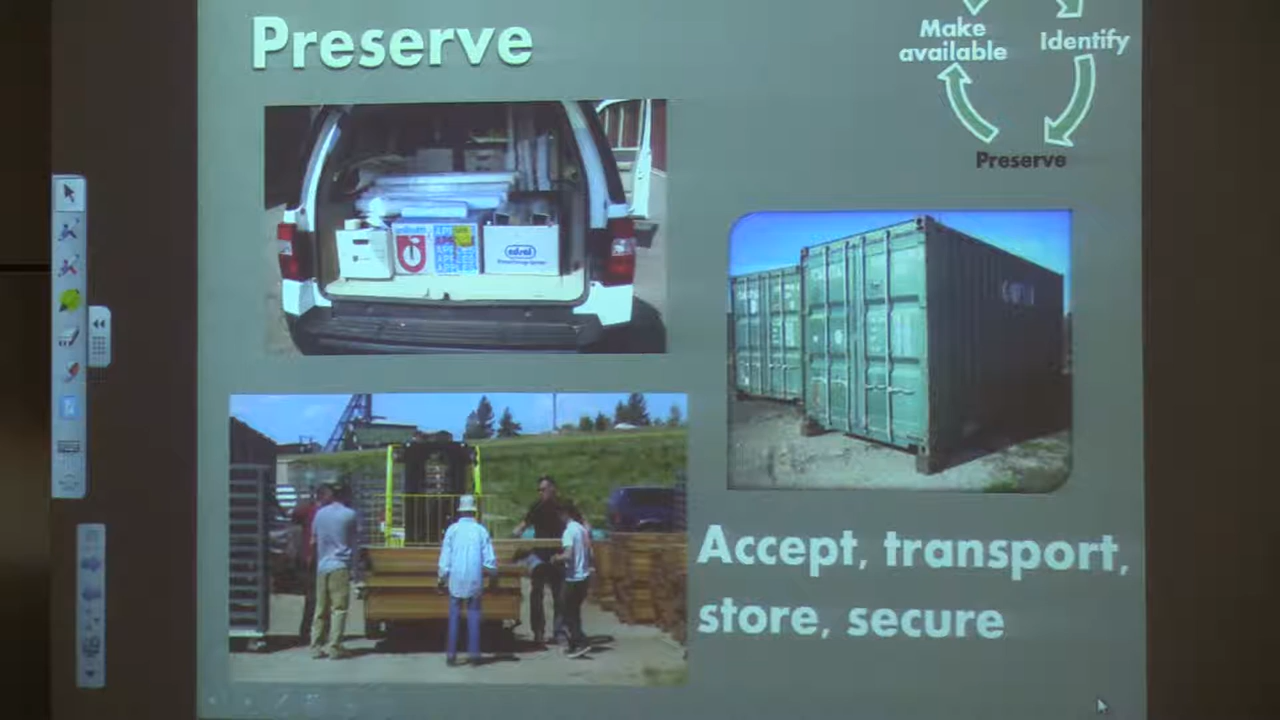 Preserve
Make
available
Identify
Preserve
Accept, transport,
store, secure